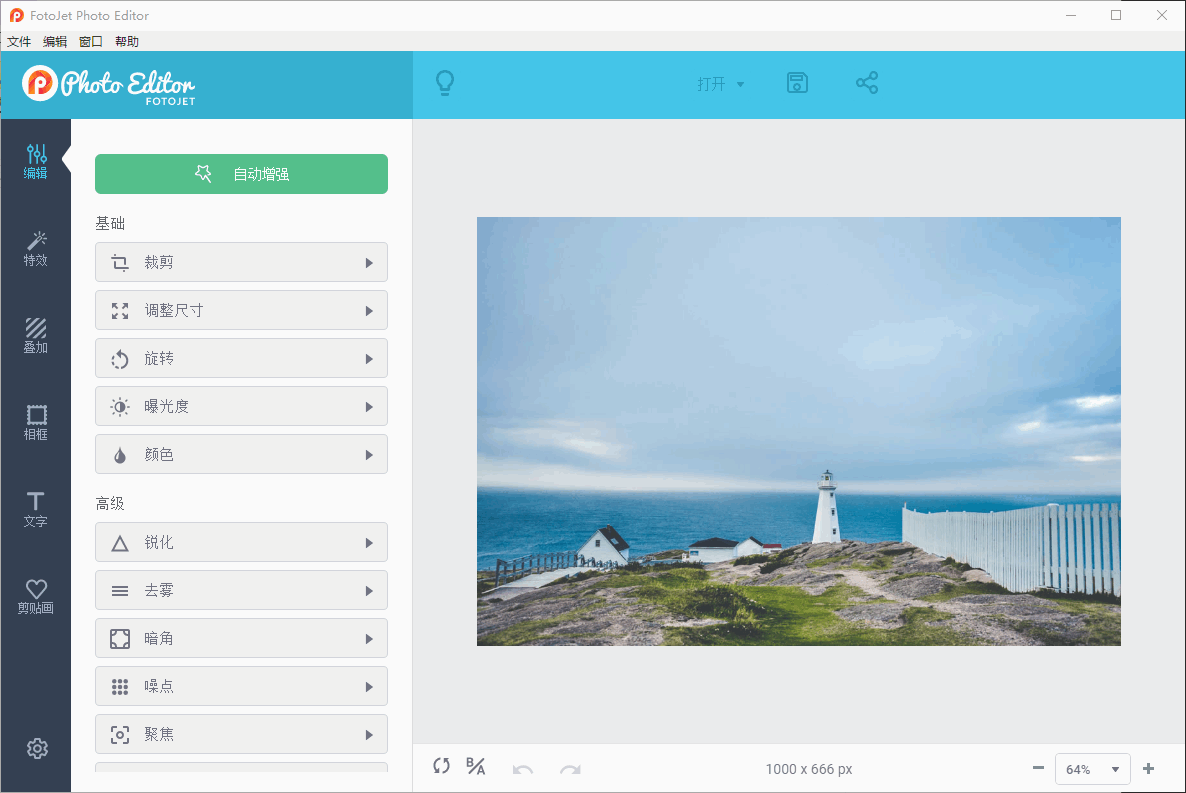 FotoJet Photo Editor
文件 编辑 窗口 帮助
Photo Editor
FOTOJET
打开
编辑
特效
叠加
相框
文字
剪贴画
自动增强
基础
裁剪
调整尺寸
旋转
曝光度
颜色
高级
锐化
去雾
暗角
噪点
聚焦
B/A
1000 x 666 px
64%